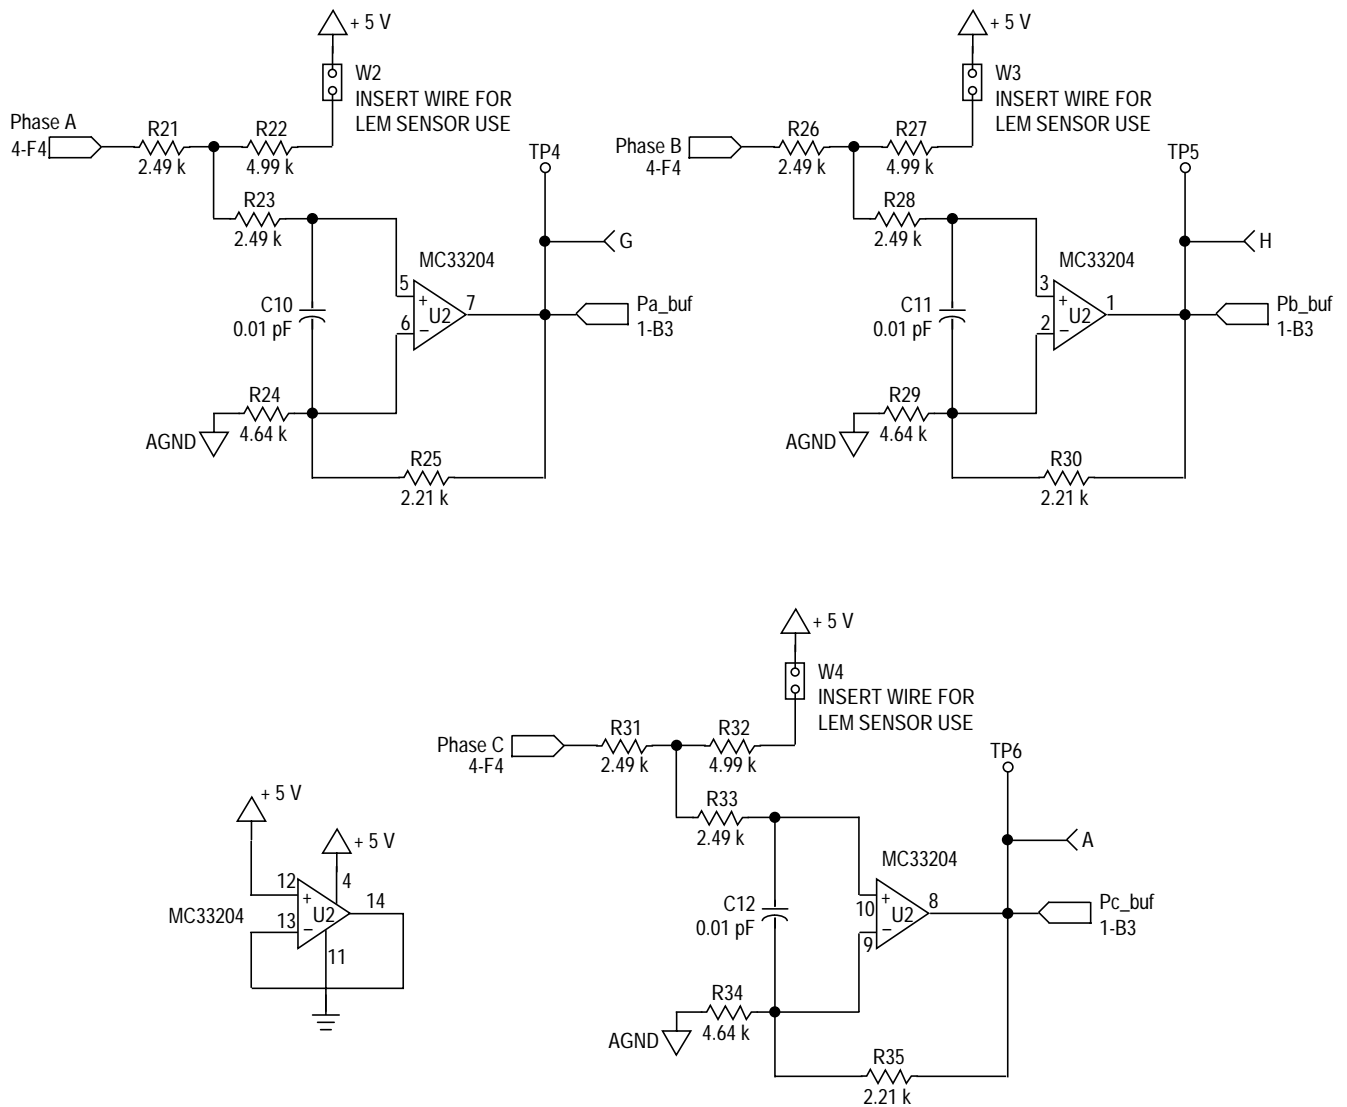 + 5 V
W2
INSERT WIRE FOR
LEM SENSOR USE
Phase A
4-F4
R21
2.49 k
R22
4.99 k
R23
2.49 k
TP4
G
MC33204
C10
0.01 pF
5
+
U2
6
–
7
Pa_buf
1-B3
R24
4.64 k
AGND
R25
2.21 k
+ 5 V
W3
INSERT WIRE FOR
LEM SENSOR USE
Phase B
4-F4
R26
2.49 k
R27
4.99 k
R28
2.49 k
TP5
H
MC33204
C11
0.01 pF
3
+
U2
2
–
1
Pb_buf
1-B3
R29
4.64 k
AGND
R30
2.21 k
+ 5 V
W4
INSERT WIRE FOR
LEM SENSOR USE
Phase C
4-F4
R31
2.49 k
R32
4.99 k
R33
2.49 k
TP6
A
MC33204
C12
0.01 pF
10
+
U2
9
–
8
Pc_buf
1-B3
R34
4.64 k
AGND
R35
2.21 k
+ 5 V
+ 5 V
4
12
+
14
MC33204
U2
13
–
11